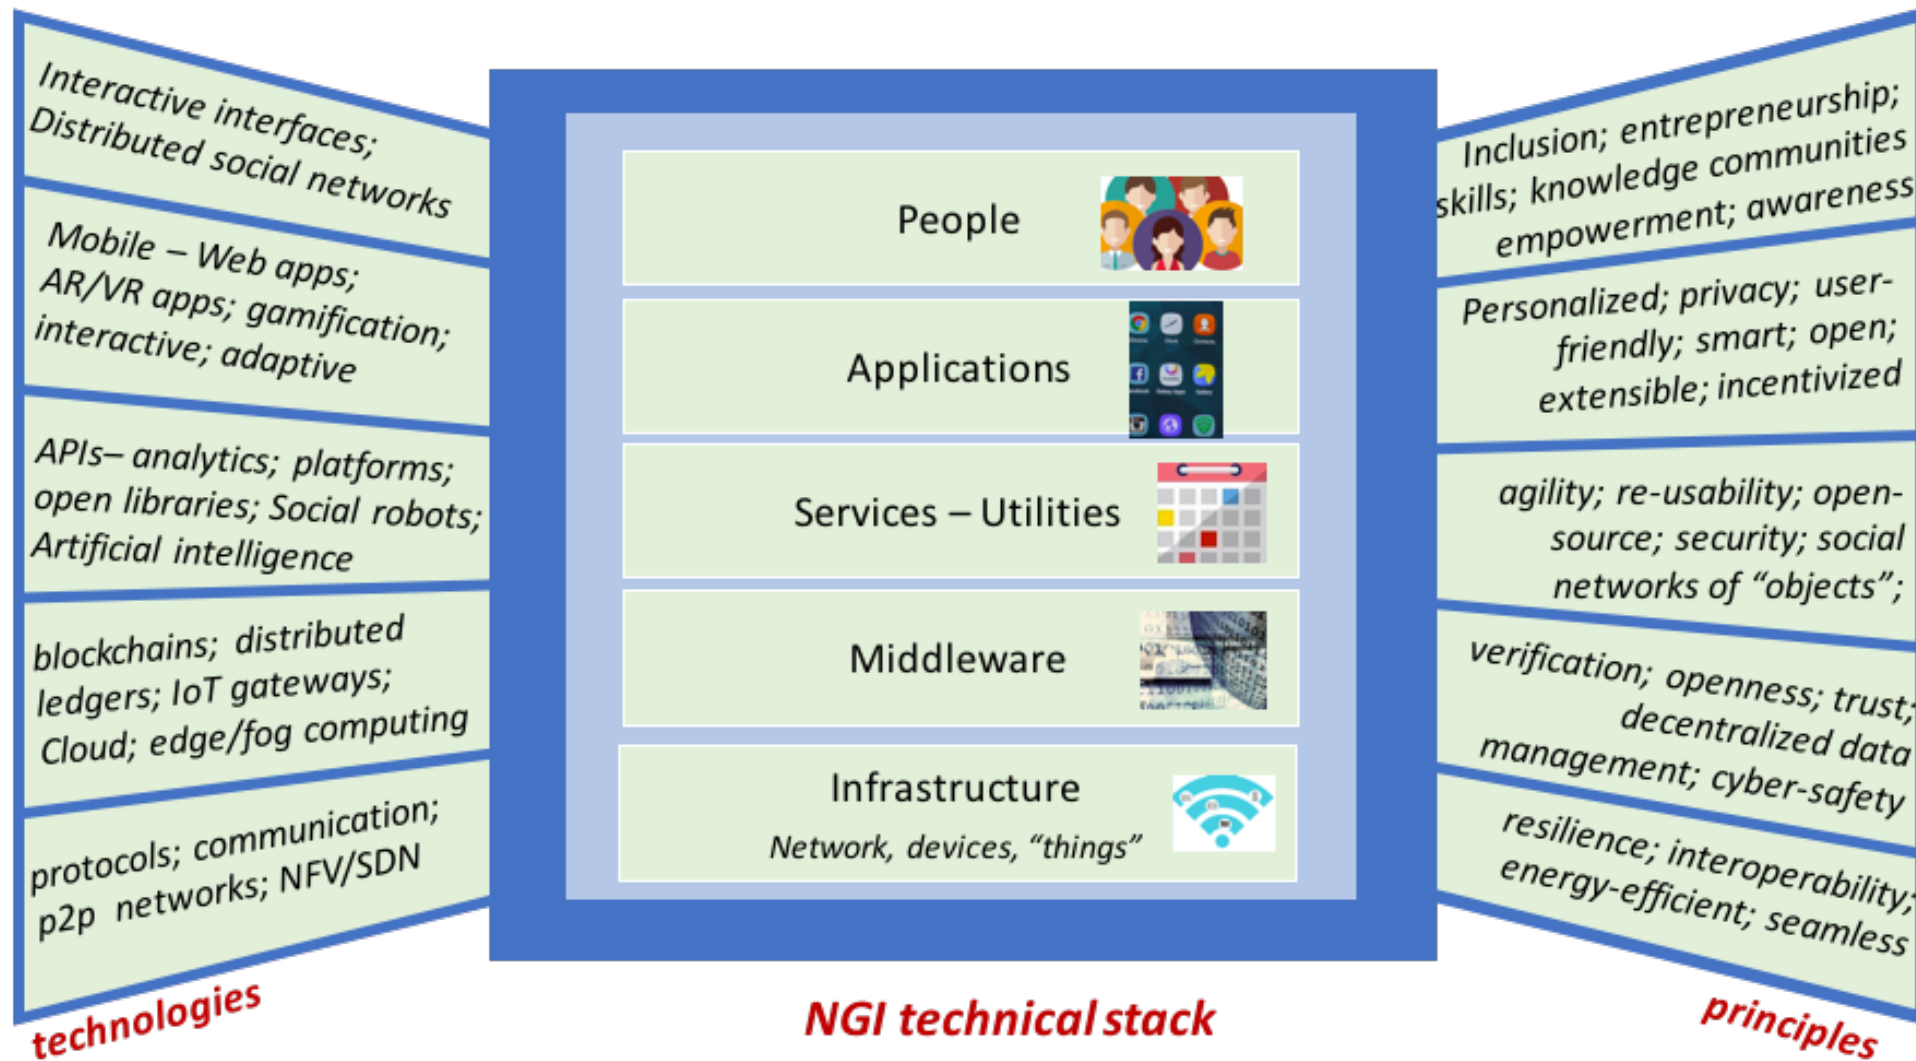 Interactive interfaces;
Distributed social networks
Mobile – Web apps;
AR/VR apps; gamification;
interactive; adaptive
APIs– analytics; platforms;
open libraries; Social robots;
Artificial intelligence
blockchains; distributed
ledgers; IoT gateways;
Cloud; edge/fog computing
protocols; communication;
p2p networks; NFV/SDN
technologies
People
Applications
Services – Utilities
Middleware
Infrastructure
Network, devices, “things”
NGI technical stack
Inclusion; entrepreneurship;
skills; knowledge communities
empowerment; awareness
Personalized; privacy; user-
friendly; smart; open;
extensible; incentivized
agility; re-usability; open-
source; security; social
networks of “objects”;
verification; openness; trust;
decentralized data
management; cyber-safety
resilience; interoperability;
energy-efficient; seamless
principles